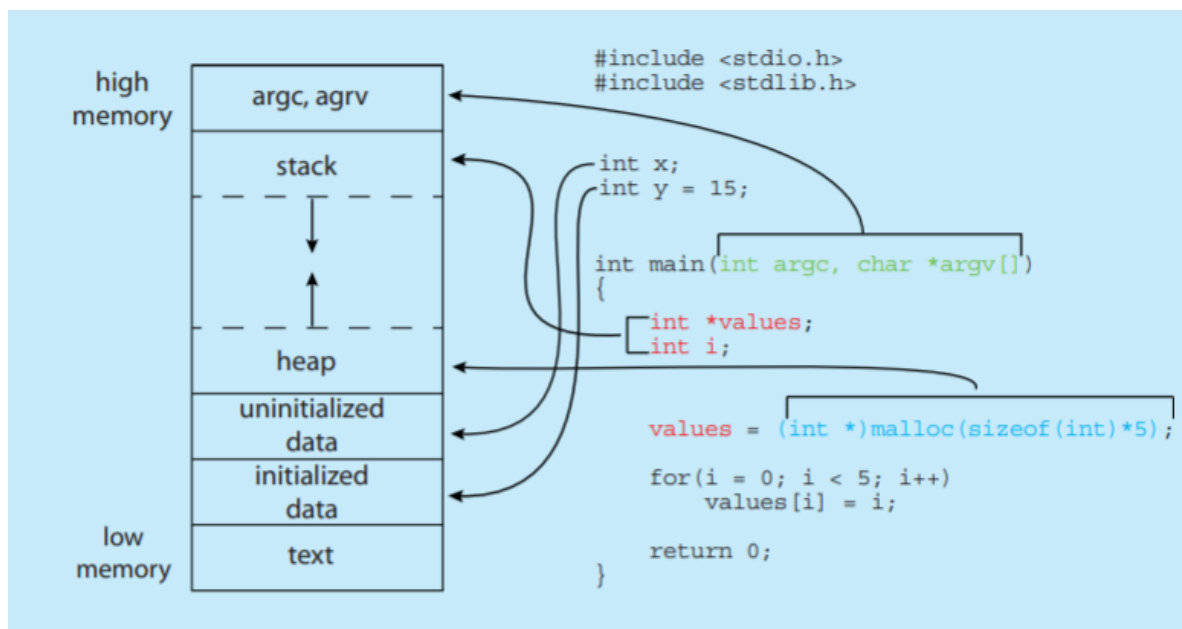 high
memory
argc, agrv
stack
heap
uninitialized
data
initialized
data
low
memory
text
#include <stdio.h>
#include <stdlib.h>
int x;
int y = 15;
int main(int argc, char *argv[])
{
int *values;
int i;
values = (int *)malloc(sizeof(int)*5);
for(i = 0; i < 5; i++)
values[i] = i;
return 0;
}